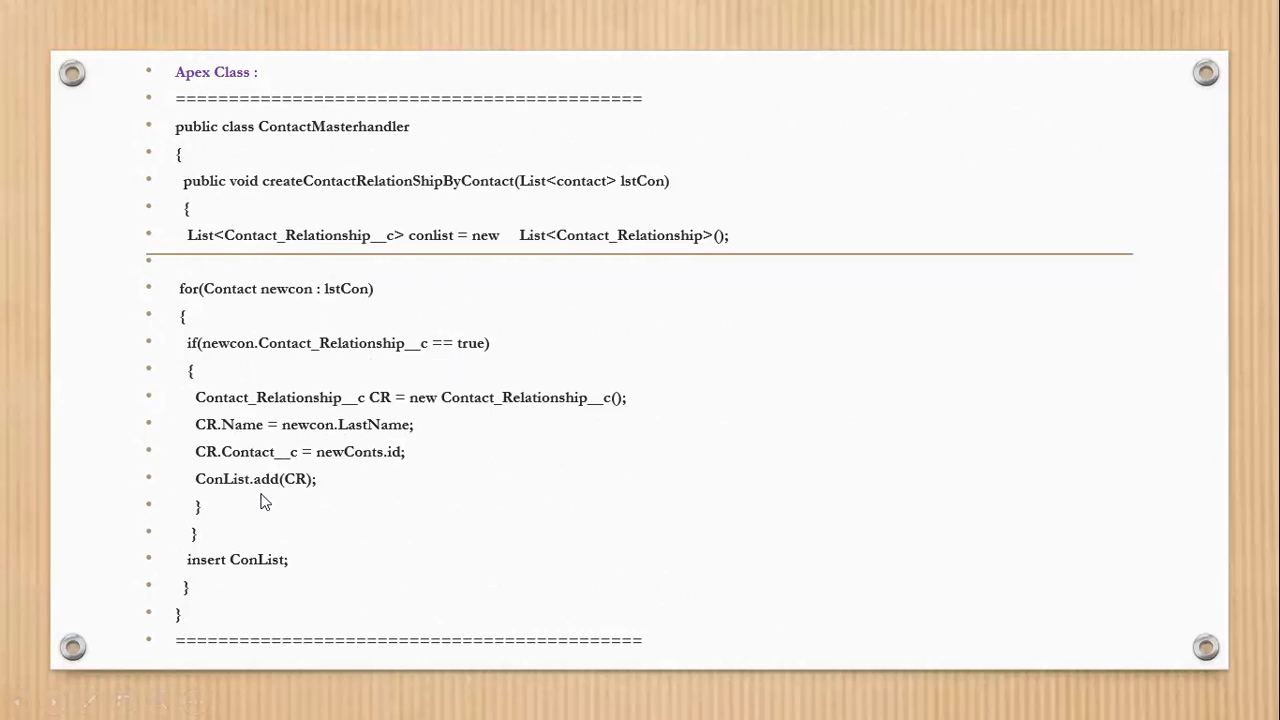 Apex Class :
============================================
public class ContactMasterhandler
{
public void createContactRelationShipByContact(List<contact> lstCon)
{
List<Contact_Relationship__c> conlist = new List<Contact_Relationship>();
for(Contact newcon : lstCon)
{
if(newcon.Contact_Relationship__c == true)
{
Contact_Relationship__c CR = new Contact_Relationship__c();
CR.Name = newcon.LastName;
CR.Contact__c = newConts.id;
ConList.add(CR);
}
}
insert ConList;
}
}
============================================